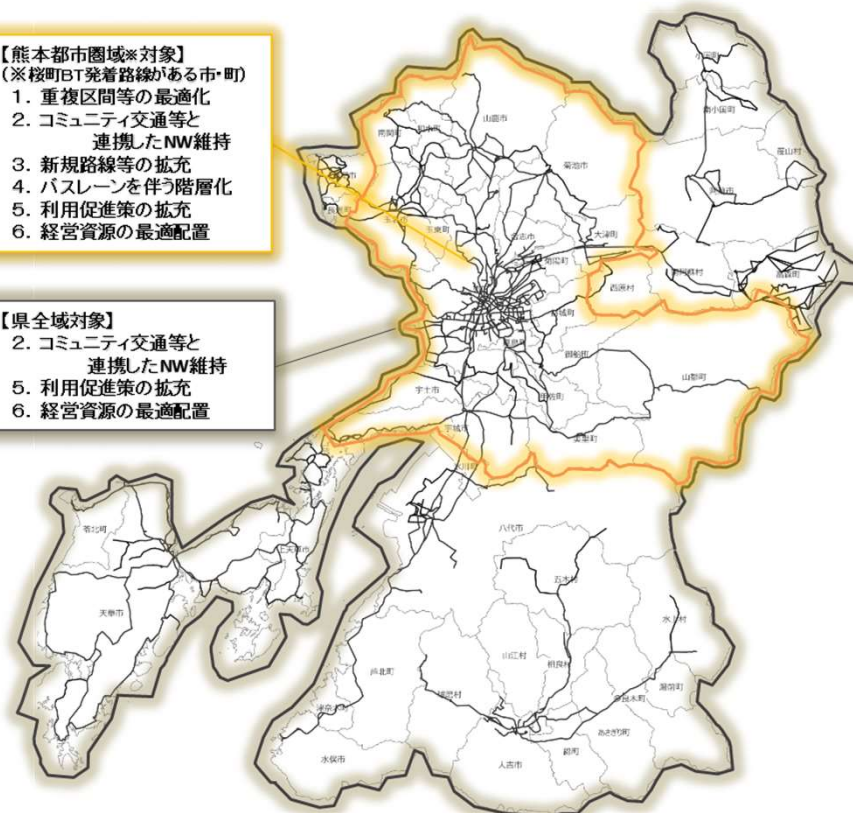 【熊本都市圏域※対象】
(※桜町BT発着路線がある市・町)
1. 重複区間等の最適化
2. コミュニティ交通等と
連携したNW維持
3. 新規路線等の拡充
4. バスレーンを伴う階層化
5. 利用促進策の拡充
6. 経営資源の最適配置
【県全域対象】
2. コミュニティ交通等と
連携したNW維持
5. 利用促進策の拡充
6. 経営資源の最適配置
小国町
南小国町
産山村
山鹿市
南関町
菊池市
大津町
合志市
菊陽町
玉東町
西原村
高森町
益城町
御船町
山都町
宇土市
宇城市
美里町
八代市
五木村
水上村
山江村
相良村
湯前町
多良木町
あさぎり町
錦町
人吉市
球磨村
芦北町
津奈木町
水俣市
苓北町
上天草市
天草市